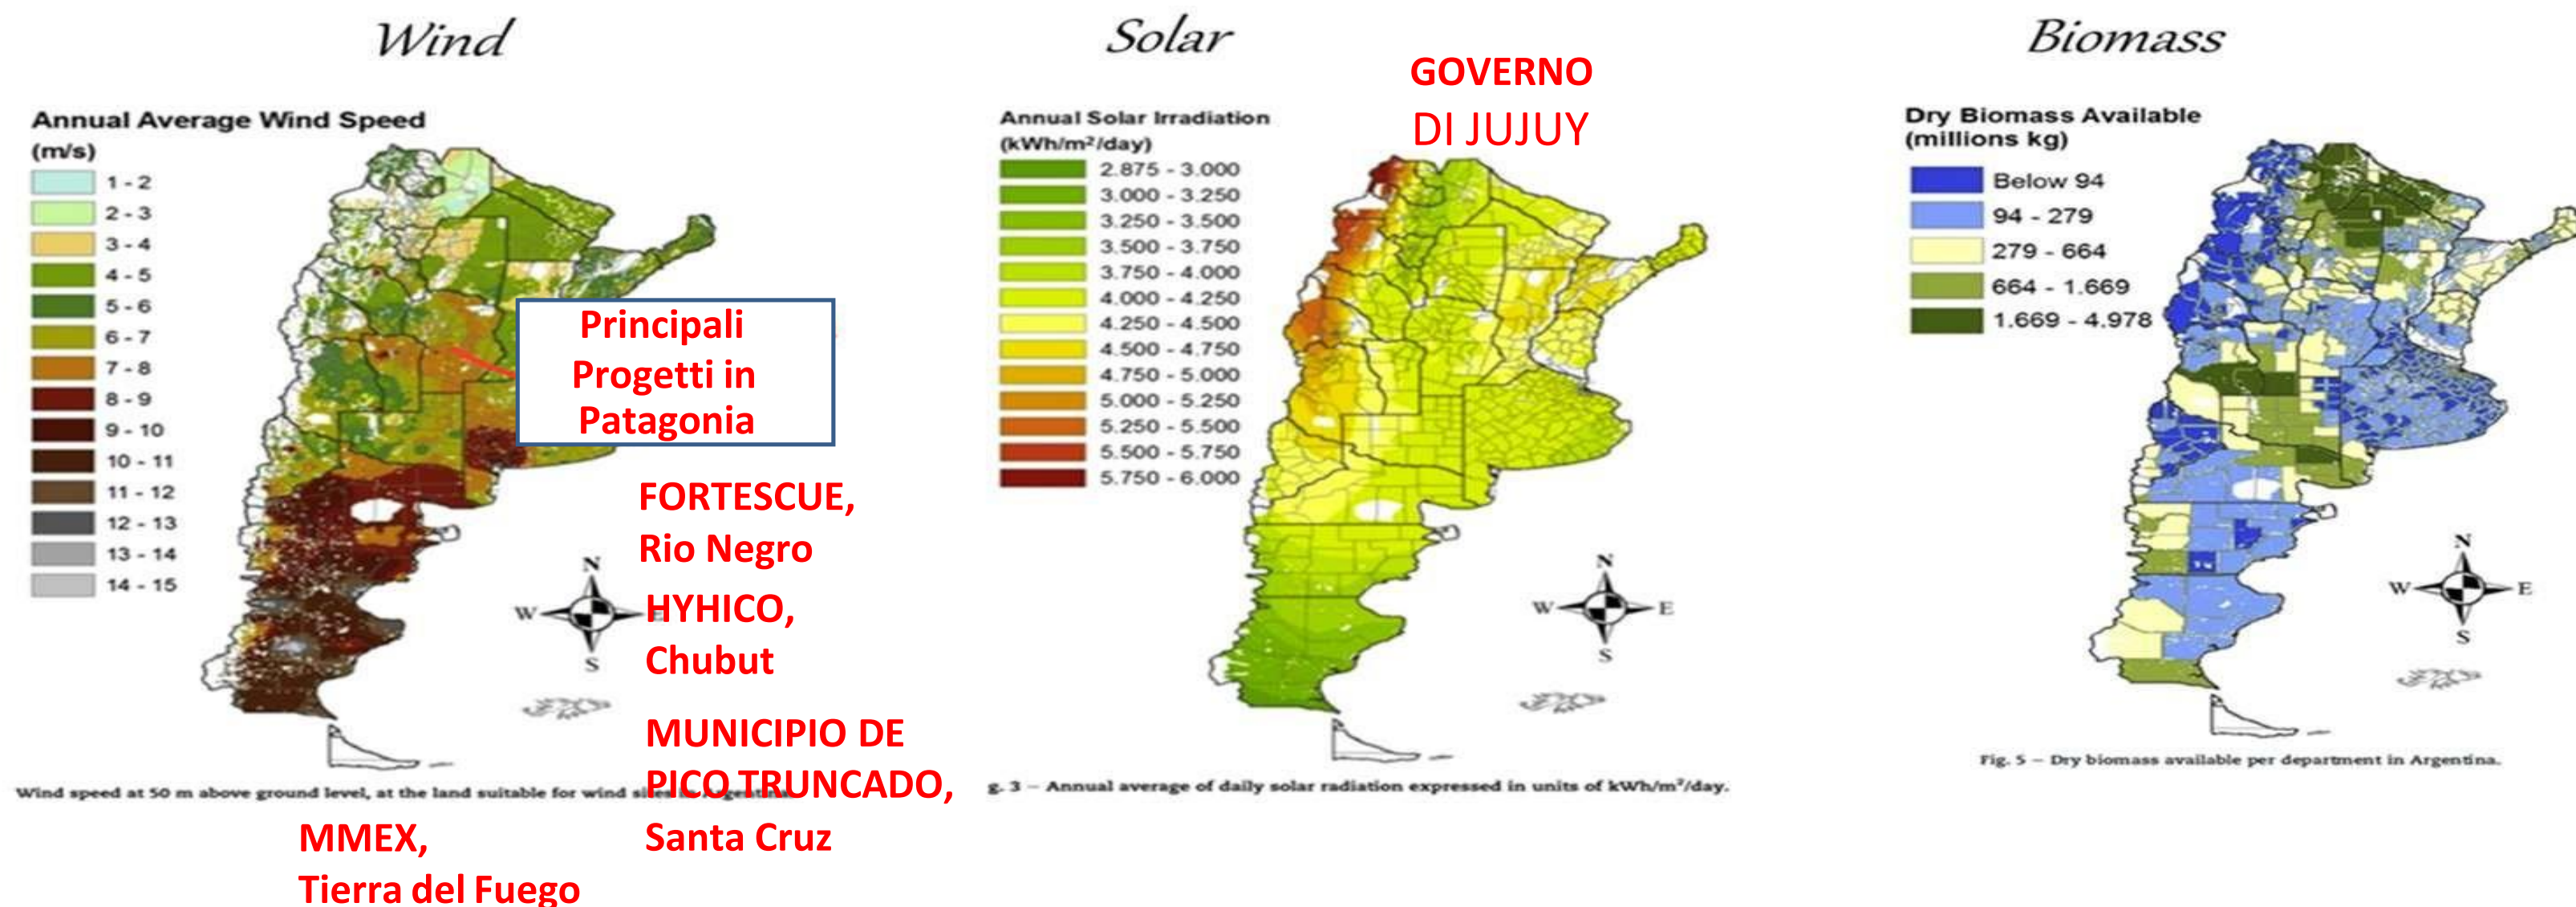 Wind
Annual Average Wind Speed
(m/s)
1 - 2
2 - 3
3 - 4
4 - 5
5 - 6
6 - 7
7 - 8
8 - 9
9 - 10
10 - 11
11 - 12
12 - 13
13 - 14
14 - 15
Principali
Progetti in
Patagonia
FORTESCUE,
Rio Negro
HYHICO,
Chubut
MUNICIPIO DE
PICO TRUNCADO,
Santa Cruz
N
W
S
Wind speed at 50 m above ground level, at the land suitable for wind
MMEX,
Tierra del Fuego
Solar
GOVERNO
DI JUJUY
Annual Solar Irradiation
(kWh/m²/day)
2.875 - 3.000
3.000 - 3.250
3.250 - 3.500
3.500 - 3.750
3.750 - 4.000
4.000 - 4.250
4.250 - 4.500
4.500 - 4.750
4.750 - 5.000
5.000 - 5.250
5.250 - 5.500
5.500 - 5.750
5.750 - 6.000
N
W E
S
g. 3 – Annual average of daily solar radiation expressed in units of kWh/m²/day.
Biomass
Dry Biomass Available
(millions kg)
Below 94
94 - 279
279 - 664
664 - 1.669
1.669 - 4.978
N
W E
S
Fig. 5 – Dry biomass available per department in Argentina.